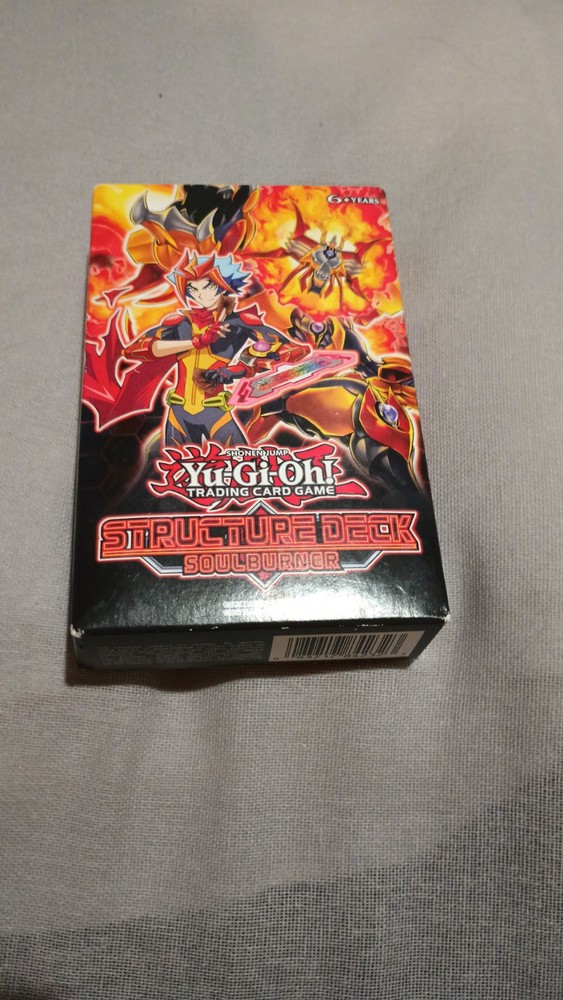 6+YEARS
SHONEN JUMP
Yu-Gi-Oh!
TRADING CARD GAME
STRUCTURE DECK
SOULBURNER